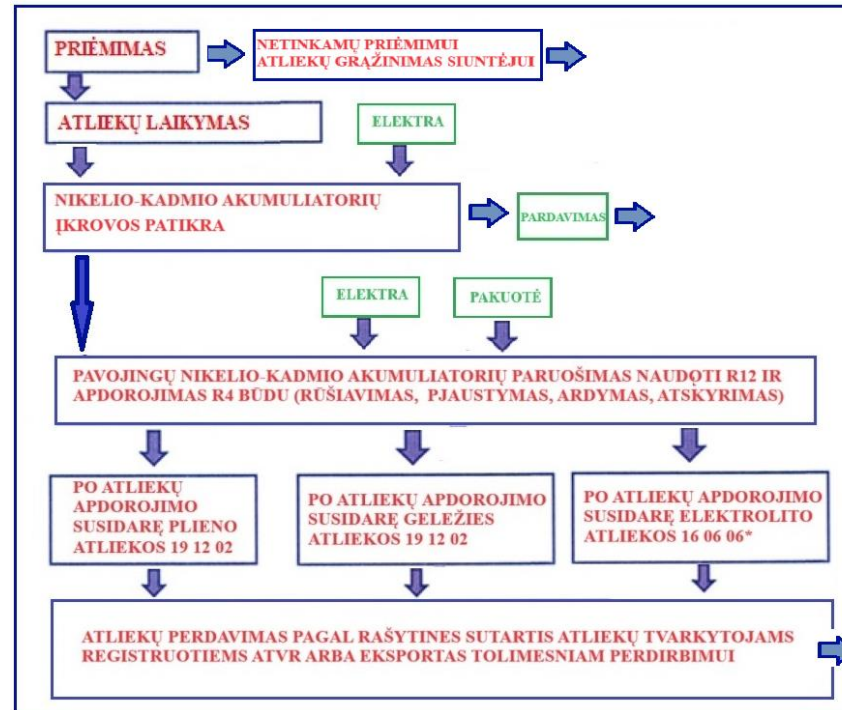 PRIĖMIMAS
NETINKAMŲ PRIĖMIMUI
ATLIEKŲ GRĄŽINIMAS SIUNTĖJUI
ATLIEKŲ LAIKYMAS
ELEKTRA
NIKELIO-KADMIO AKUMULIATORIŲ
ĮKROVOS PATIKRA
PARDAVIMAS
ELEKTRA
PAKUOTĖ
PAVOJINGŲ NIKELIO-KADMIO AKUMULIATORIŲ PARUOŠIMAS NAUDOTI R12 IR
APDOROJIMAS R4 BŪDU (RŪŠIAVIMAS, PJAUSTYMAS, ARDYMAS, ATSKYRIMAS)
PO ATLIEKŲ
APDOROJIMO
SUSIDARĘ PLIENO
ATLIEKOS 19 12 02
PO ATLIEKŲ APDOROJIMO
SUSIDARĘ GELEŽIES
ATLIEKOS 19 12 02
PO ATLIEKŲ APDOROJIMO
SUSIDARĘ ELEKTROLITO
ATLIEKOS 16 06 06*
ATLIEKŲ PERDAVIMAS PAGAL RAŠYTINES SUTARTIS ATLIEKŲ TVARKYTOJAMS
REGISTRUOTIEMS ATVR ARBA EKSPORTAS TOLIMESNIAM PERDIRBIMUI